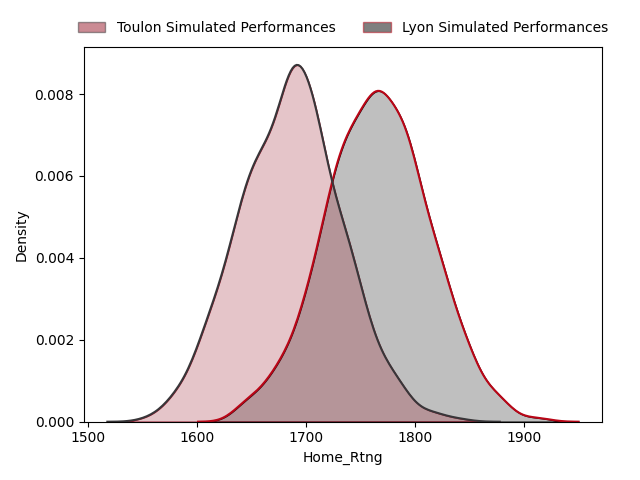 Toulon Simulated Performances Lyon Simulated Performances
0.008
0.006
0.004
0.002
0.000
Density
1500 1600 1700 1800 1900
Home_Rtng